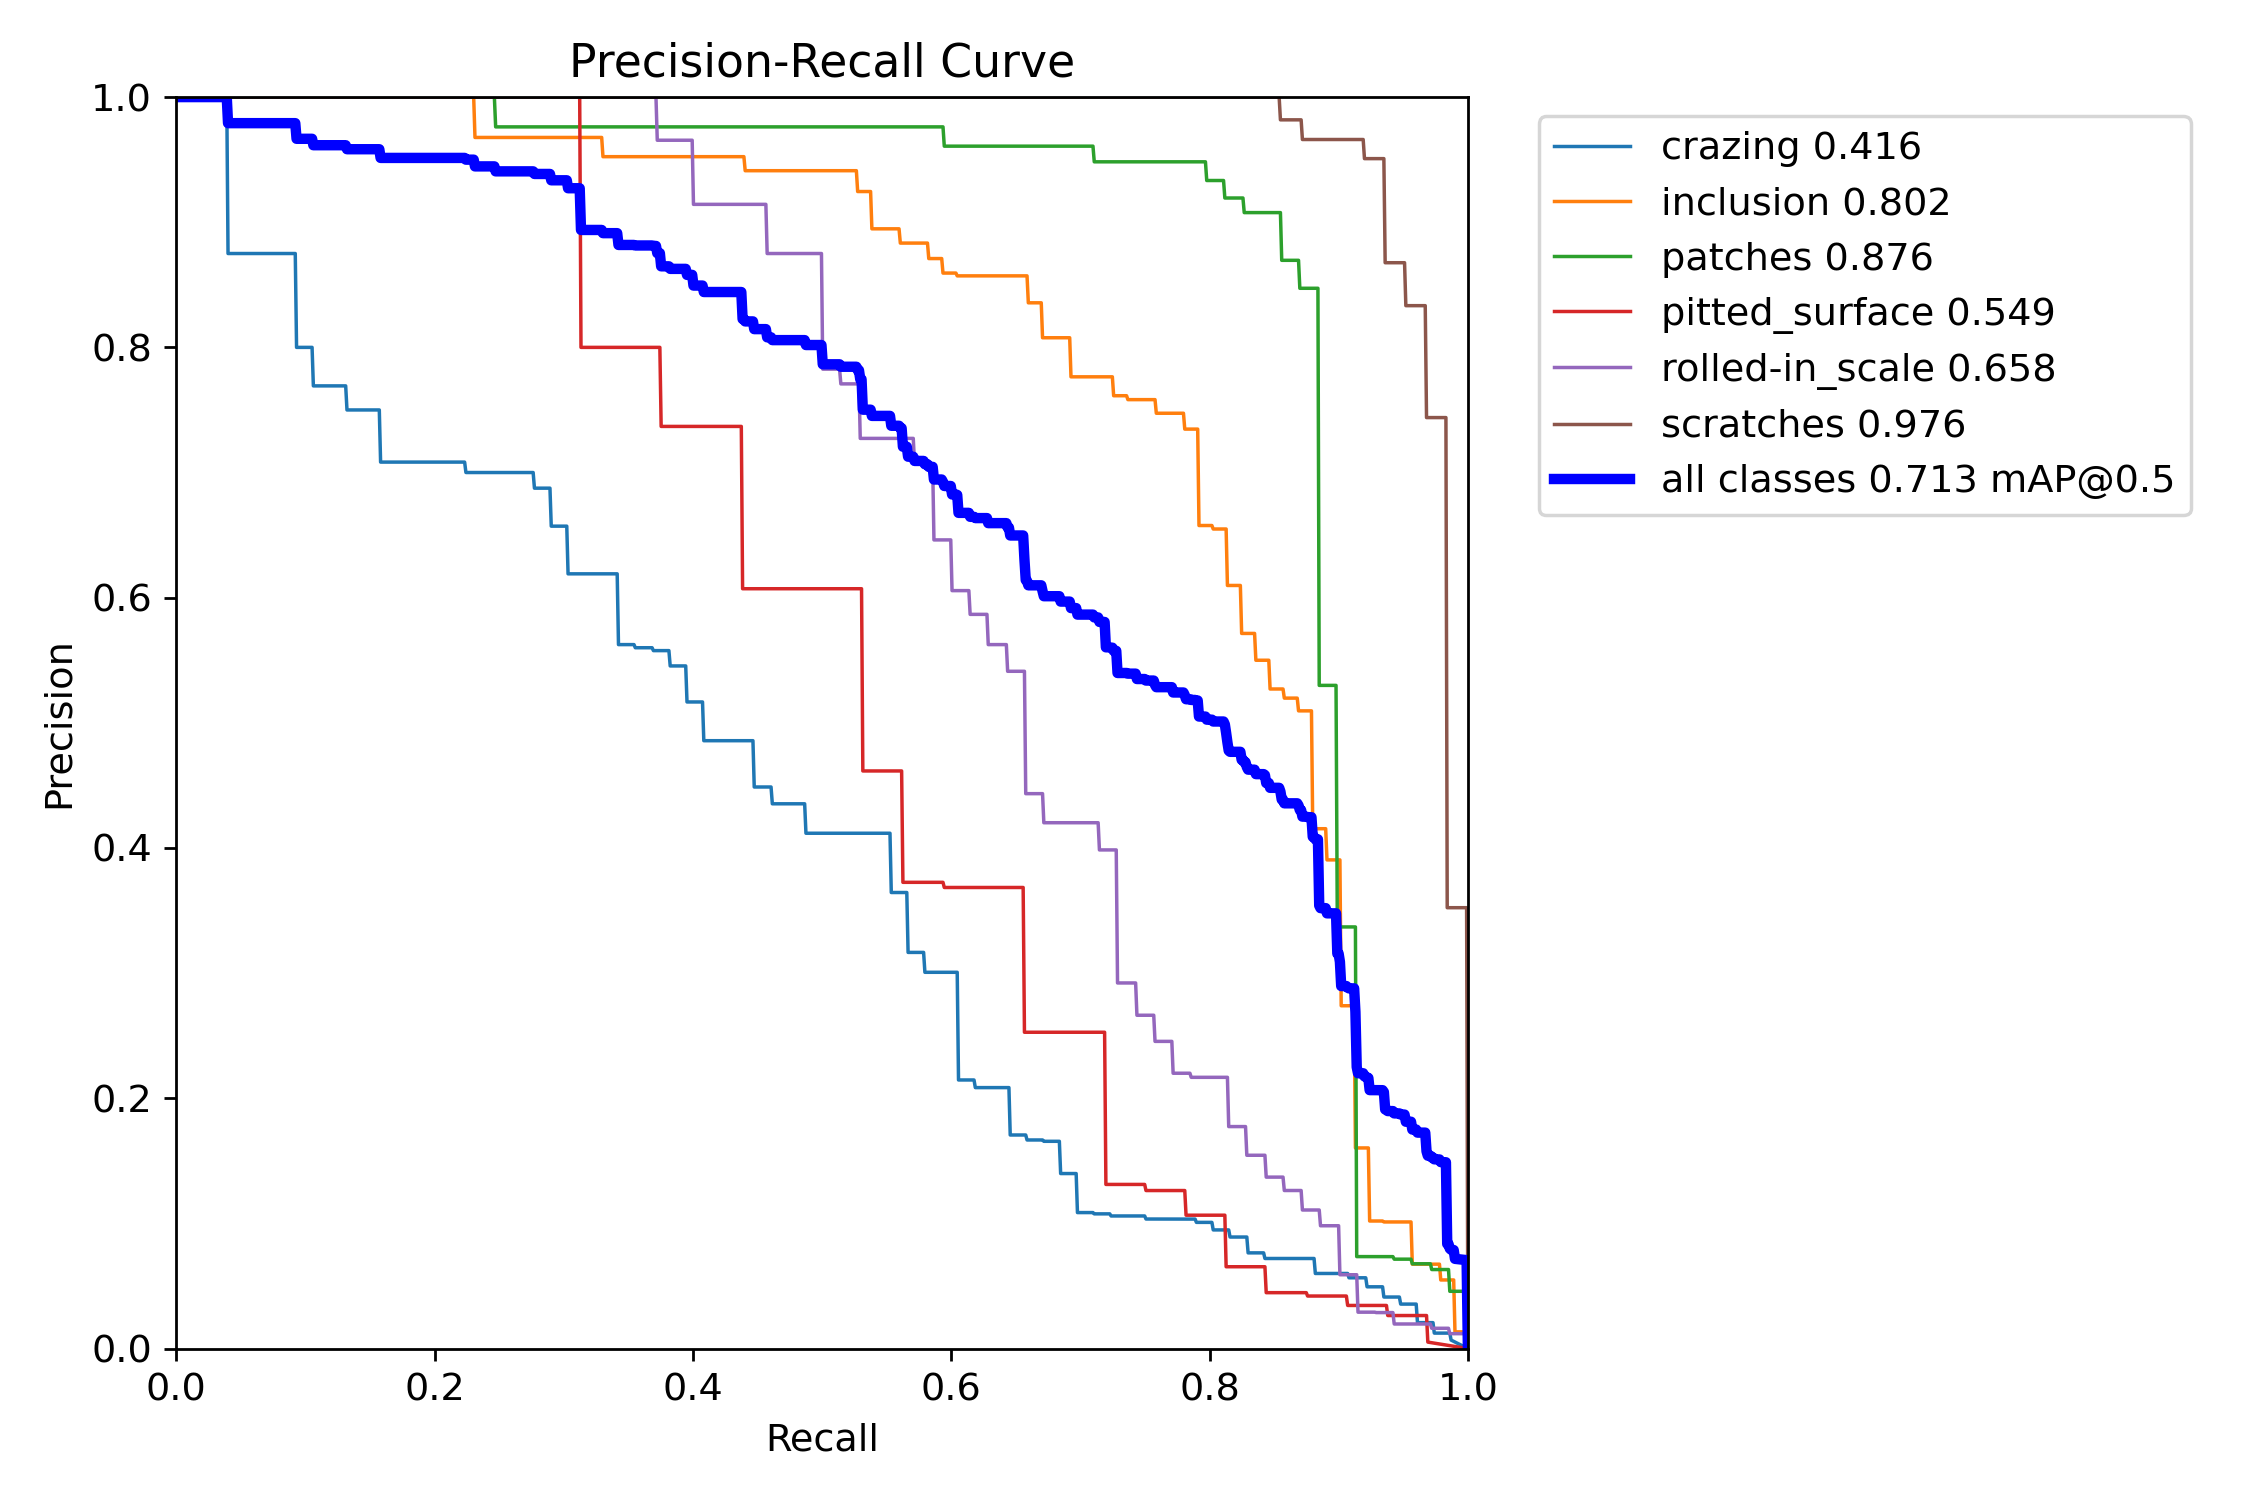 Precision-Recall Curve
1.0
0.8
0.6
0.4
0.2
0.0
Precision
0.0 0.2 0.4 0.6 0.8 1.0
Recall
crazing 0.416
inclusion 0.802
patches 0.876
pitted_surface 0.549
rolled-in_scale 0.658
scratches 0.976
all classes 0.713 mAP@0.5